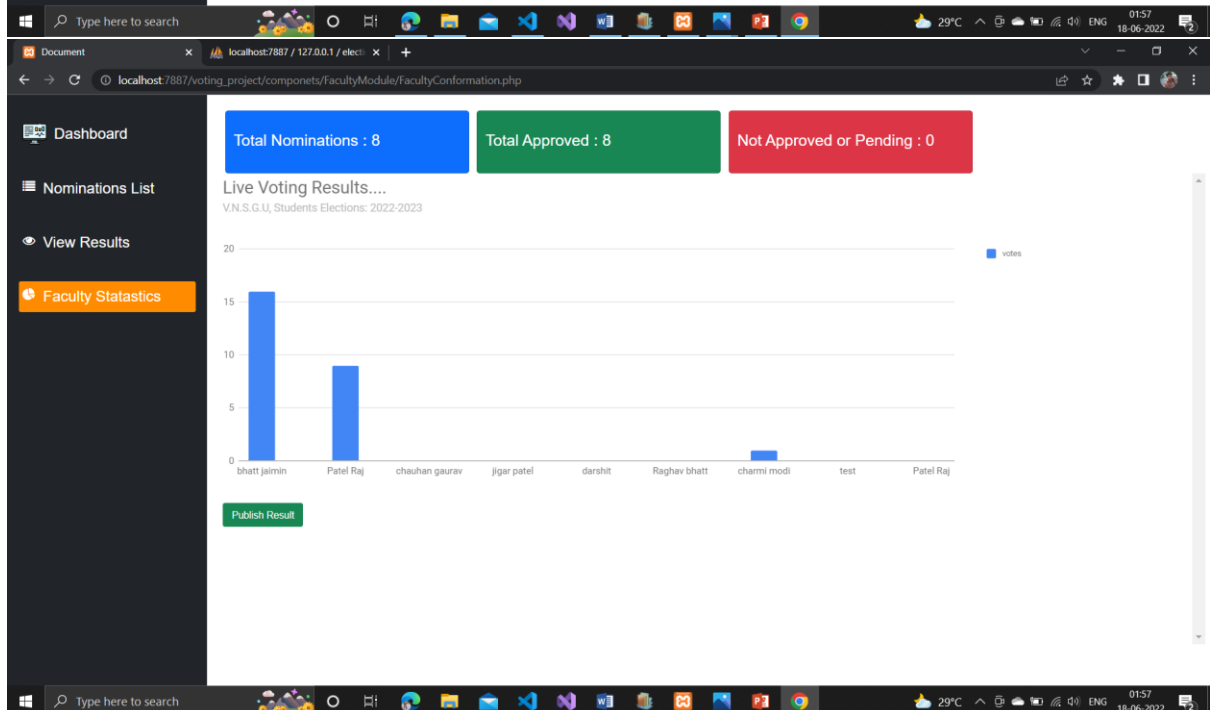 Type here to search
29°C ENG 01:57
18-06-2022
2
Document
localhost:7887 / 127.0.0.1 / electi
localhost:7887/voting_project/componets/FacultyModule/FacultyConformation.php
Dashboard
Nominations List
View Results
Faculty Statastics
Total Nominations : 8
Total Approved : 8
Not Approved or Pending : 0
Live Voting Results....
V.N.S.G.U, Students Elections: 2022-2023
20
15
10
5
0
votes
bhatt jaimin
Patel Raj
chauhan gaurav
jigar patel
darshit
Raghav bhatt
charmi modi
test
Patel Raj
Publish Result
Type here to search
29°C ENG 01:57
18-06-2022